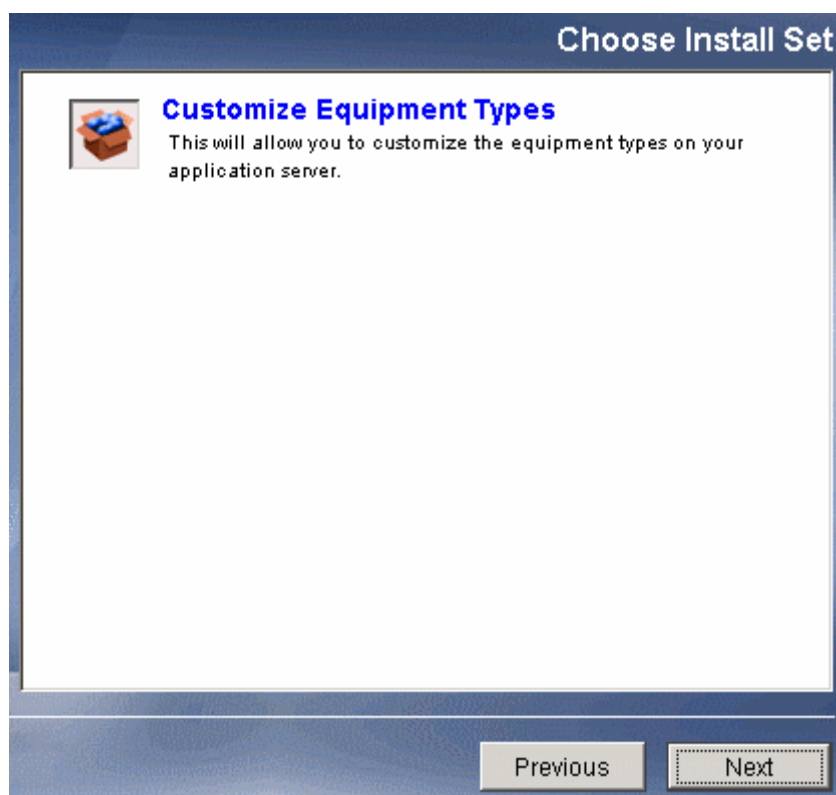 Choose Install Set
Customize Equipment Types
This will allow you to customize the equipment types on your
application server.
Previous
Next